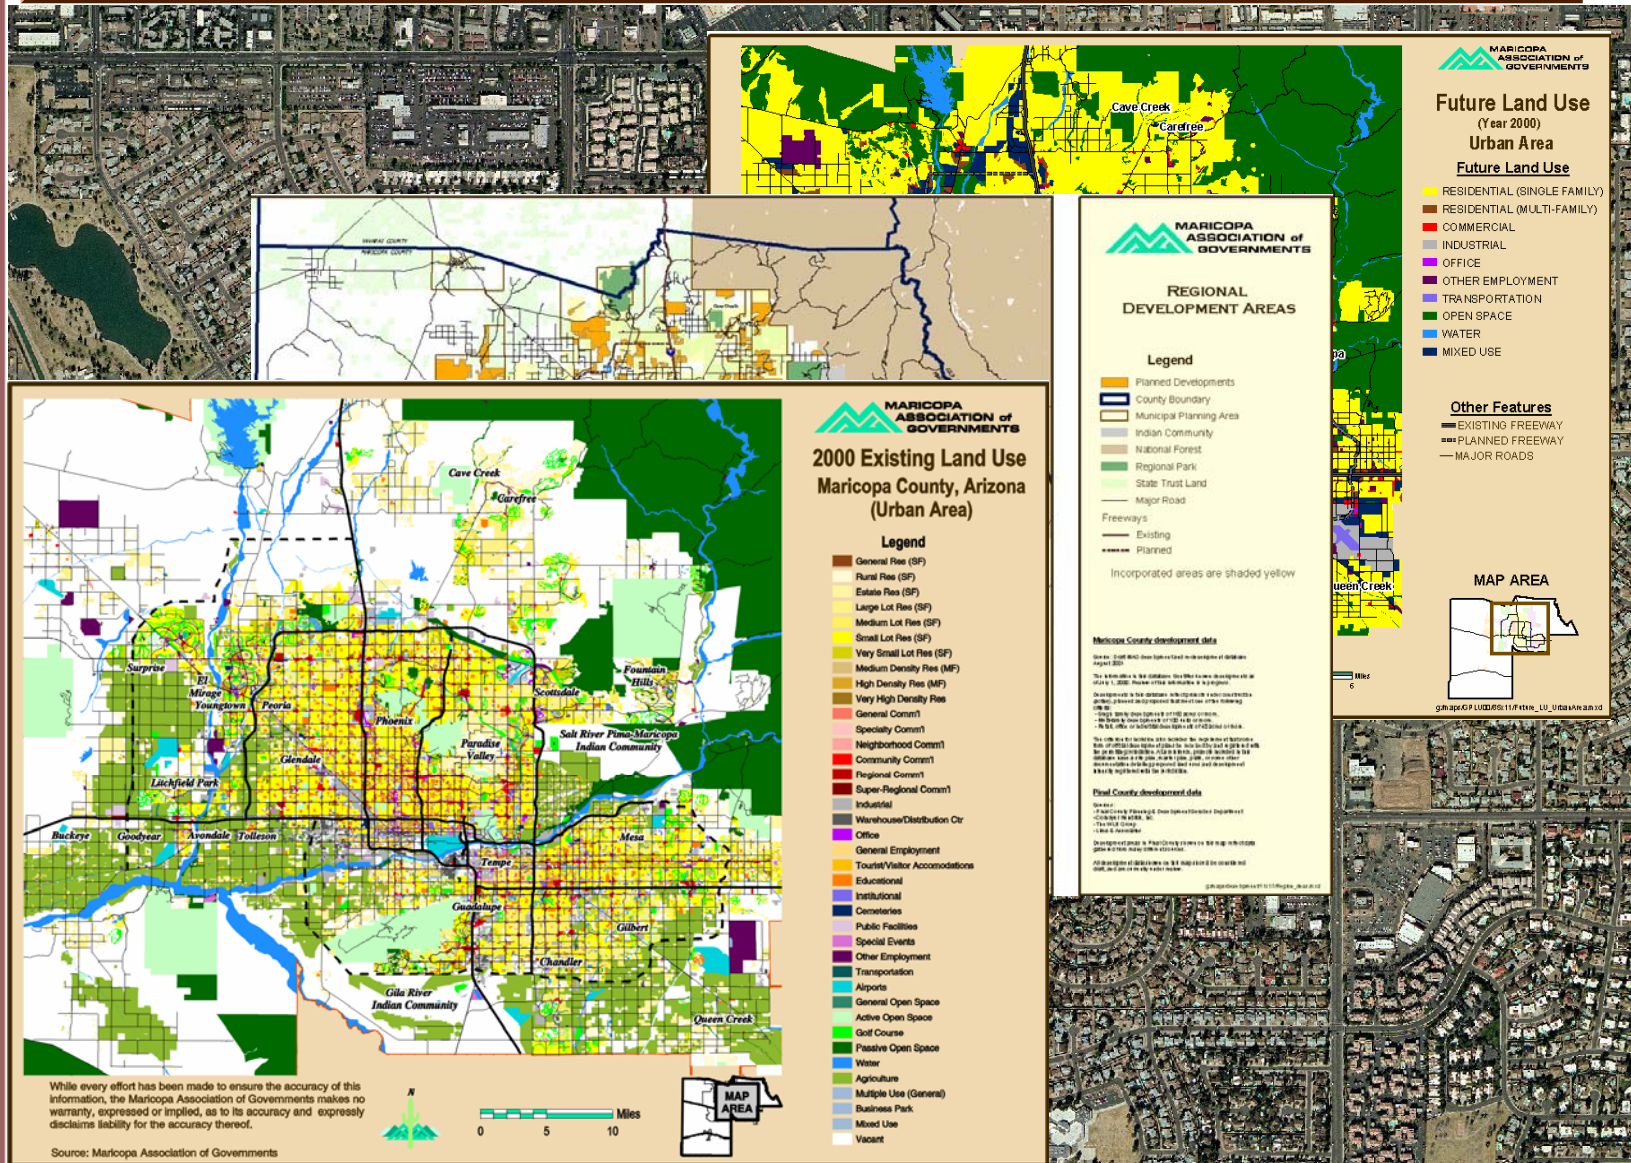 MARICOPA
ASSOCIATION of
GOVERNMENTS
Future Land Use
(Year 2000)
Urban Area
Future Land Use
RESIDENTIAL (SINGLE FAMILY)
RESIDENTIAL (MULTI-FAMILY)
COMMERCIAL
INDUSTRIAL
OFFICE
OTHER EMPLOYMENT
TRANSPORTATION
OPEN SPACE
WATER
MIXED USE
Other Features
EXISTING FREEWAY
PLANNED FREEWAY
MAJOR ROADS
MAP AREA
Miles
6
Cave Creek
Carefree
ueen Creek
MARICOPA COUNTY
MARICOPA
ASSOCIATION of
GOVERNMENTS
REGIONAL
DEVELOPMENT AREAS
Legend
Planned Developments
County Boundary
Municipal Planning Area
Indian Community
National Forest
Regional Park
State Trust Land
Major Road
Freeways
Existing
Planned
Incorporated areas are shaded yellow
Maricopa County development data
Pinal County development data
MARICOPA
ASSOCIATION of
GOVERNMENTS
2000 Existing Land Use
Maricopa County, Arizona
(Urban Area)
Legend
General Res (SF)
Rural Res (SF)
Estate Res (SF)
Large Lot Res (SF)
Medium Lot Res (SF)
Small Lot Res (SF)
Very Small Lot Res (SF)
Medium Density Res (MF)
High Density Res (MF)
Very High Density Res
General Comm'l
Specialty Comm'l
Neighborhood Comm'l
Community Comm'l
Regional Comm'l
Super-Regional Comm'l
Industrial
Warehouse/Distribution Ctr
Office
General Employment
Tourist/Visitor Accomodations
Educational
Institutional
Cemeteries
Public Facilities
Special Events
Other Employment
Transportation
Airports
General Open Space
Active Open Space
Golf Course
Passive Open Space
Water
Agriculture
Multiple Use (General)
Business Park
Mixed Use
Vacant
Cave Creek
Carefree
Surprise
El
Mirage
Youngtown
Peoria
Fountain
Hills
Scottsdale
Phoenix
Salt River Pima-Maricopa
Indian Community
Paradise
Valley
Glendale
Litchfield Park
Buckeye
Goodyear
Avondale
Tolleson
Mesa
Tempe
Guadalupe
Gilbert
Chandler
Gila River
Indian Community
Queen Creek
While every effort has been made to ensure the accuracy of this
information, the Maricopa Association of Governments makes no
warranty, expressed or implied, as to its accuracy and expressly
disclaims liability for the accuracy thereof.
Source: Maricopa Association of Governments
N
0 5 10
Miles
MAP
AREA